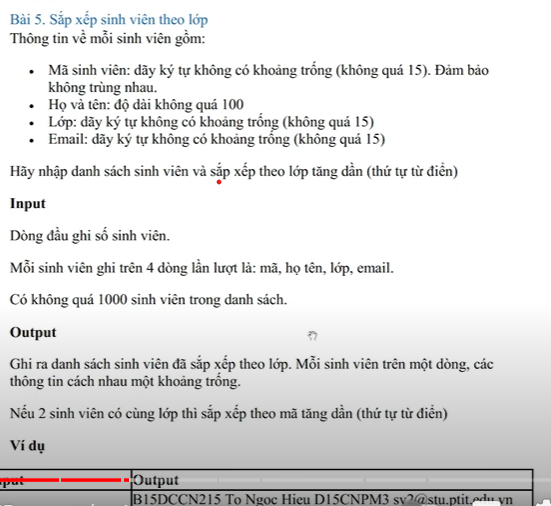 Bài 5. Sắp xếp sinh viên theo lớp
Thông tin về mỗi sinh viên gồm:
• Mã sinh viên: dãy ký tự không có khoảng trống (không quá 15). Đảm bảo
không trùng nhau.
• Họ và tên: độ dài không quá 100
• Lớp: dãy ký tự không có khoảng trống (không quá 15)
• Email: dãy ký tự không có khoảng trống (không quá 15)
Hãy nhập danh sách sinh viên và sắp xếp theo lớp tăng dần (thứ tự từ điển)
Input
Dòng đầu ghi số sinh viên.
Mỗi sinh viên ghi trên 4 dòng lần lượt là: mã, họ tên, lớp, email.
Có không quá 1000 sinh viên trong danh sách.
Output
Ghi ra danh sách sinh viên đã sắp xếp theo lớp. Mỗi sinh viên trên một dòng, các
thông tin cách nhau một khoảng trống.
Nếu 2 sinh viên có cùng lớp thì sắp xếp theo mã tăng dần (thứ tự từ điển)
Ví dụ
Output
B15DCCN215 To Ngoc Hieu D15CNPM3 sv2@stu.ptit.edu.vn